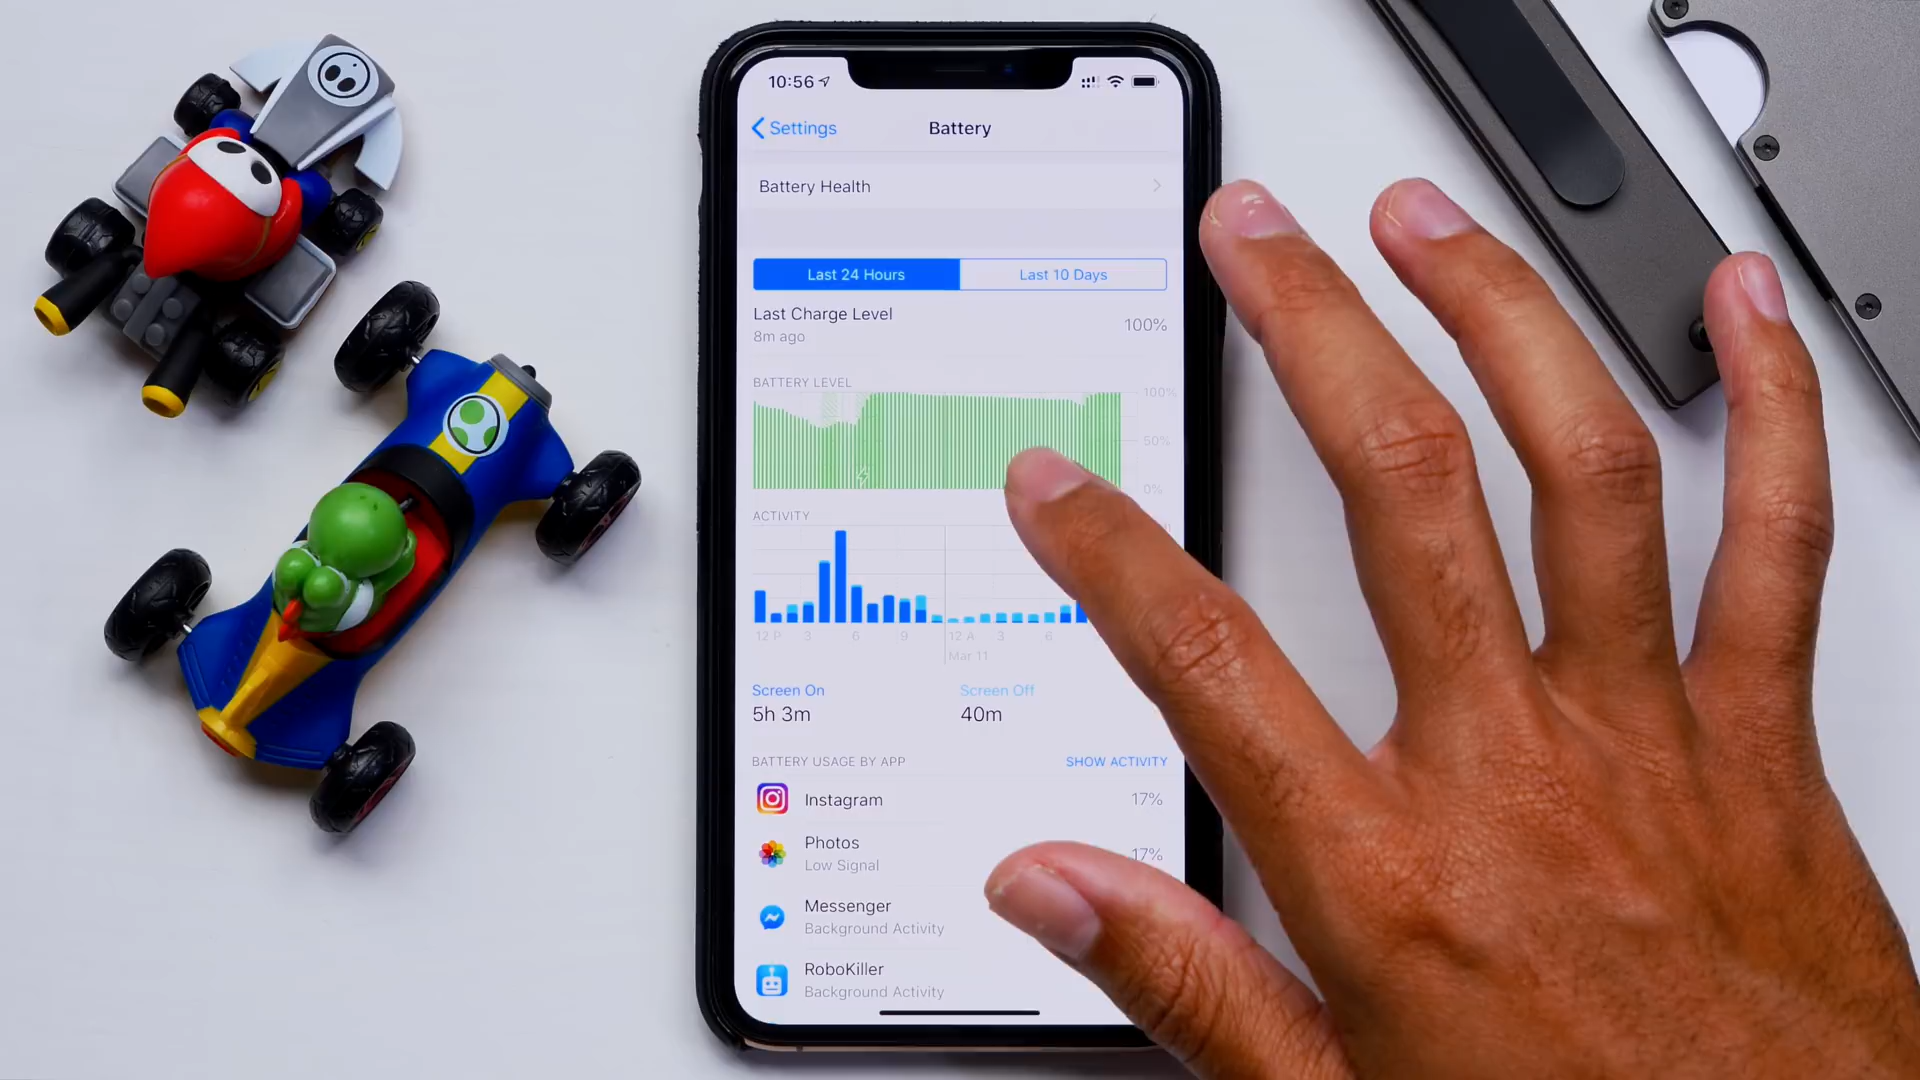 10:56
Settings
Battery
Battery Health
Last 24 Hours
Last 10 Days
Last Charge Level
8m ago
100%
BATTERY LEVEL
100%
50%
0%
ACTIVITY
12 P 3 6 9 12 A 3 6
Mar 11
Screen On
Screen Off
5h 3m
40m
BATTERY USAGE BY APP
SHOW ACTIVITY
Instagram
17%
Photos
Low Signal
17%
Messenger
Background Activity
RoboKiller
Background Activity